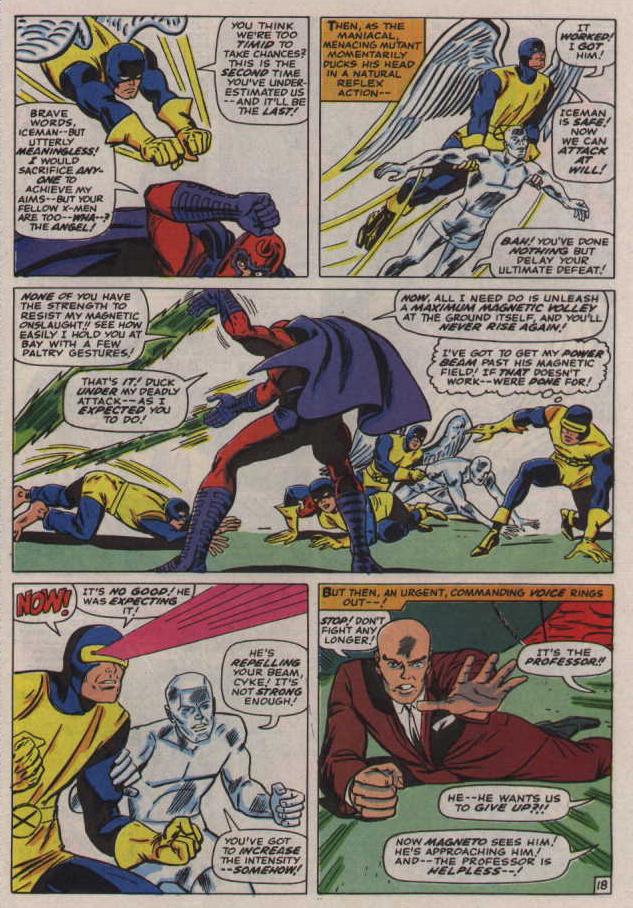 YOU THINK
WE'RE TOO
TIMID TO
TAKE CHANCES?
THIS IS THE
SECOND TIME
YOU'VE UNDER-
ESTIMATED US
--AND IT'LL BE
THE LAST!
BRAVE
WORDS,
ICEMAN--BUT
UTTERLY
MEANINGLESS!
I WOULD
SACRIFICE ANY-
ONE TO
ACHIEVE MY
AIMS--BUT YOUR
FELLOW X-MEN
ARE TOO--WHA--?
THE ANGEL!
THEN, AS THE
MANIACAL,
MENACING MUTANT
MOMENTARILY
DUCKS HIS HEAD
IN A NATURAL
REFLEX
ACTION--
IT
WORKED!
I GOT
HIM!
ICEMAN
IS SAFE!
NOW
WE CAN
ATTACK
AT
WILL!
BAH! YOU'VE DONE
NOTHING BUT
DELAY YOUR
ULTIMATE DEFEAT!
NONE OF YOU HAVE
THE STRENGTH TO
RESIST MY MAGNETIC
ONSLAUGHT!! SEE HOW
EASILY I HOLD YOU AT
BAY WITH A FEW
PALTRY GESTURES!
THAT'S IT! DUCK
UNDER MY DEADLY
ATTACK--AS I
EXPECTED YOU
TO DO!
NOW, ALL I NEED DO IS UNLEASH
A MAXIMUM MAGNETIC VOLLEY
AT THE GROUND ITSELF, AND YOU'LL
NEVER RISE AGAIN!
I'VE GOT TO GET MY POWER
BEAM PAST HIS MAGNETIC
FIELD! IF THAT DOESN'T
WORK--WERE DONE FOR!
NOW!
IT'S NO GOOD! HE
WAS EXPECTING
IT!
HE'S
REPELLING
YOUR BEAM,
CYKE! IT'S
NOT STRONG
ENOUGH!
YOU'VE GOT
TO INCREASE
THE INTENSITY
--SOMEHOW!
BUT THEN, AN URGENT, COMMANDING VOICE RINGS
OUT--!
STOP! DON'T
FIGHT ANY
LONGER!
IT'S THE
PROFESSOR!!
HE--HE WANTS US
TO GIVE UP?!!
NOW MAGNETO SEES HIM!
HE'S APPROACHING HIM!
AND--THE PROFESSOR IS
HELPLESS--!
18